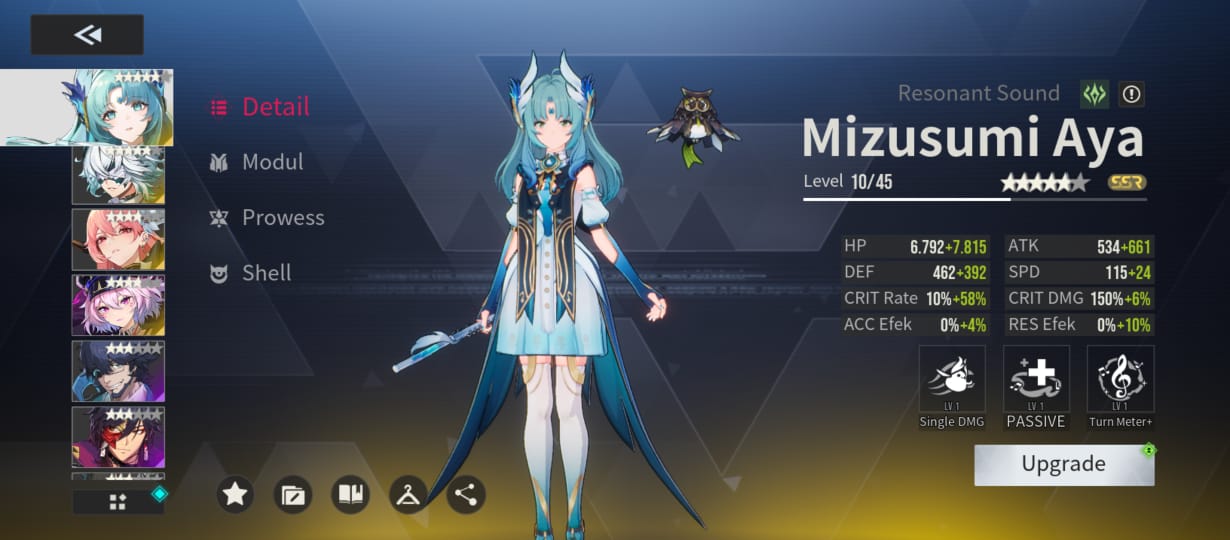 Detail
Modul
Prowess
Shell
Resonant Sound
Mizusumi Aya
Level 10/45
SSR
HP 6.792+7.815
ATK 534+661
DEF 462+392
SPD 115+24
CRIT Rate 10%+58%
CRIT DMG 150%+6%
ACC Efek 0%+4%
RES Efek 0%+10%
LV 1
LV 1
LV 1
Single DMG
PASSIVE
Turn Meter+
Upgrade